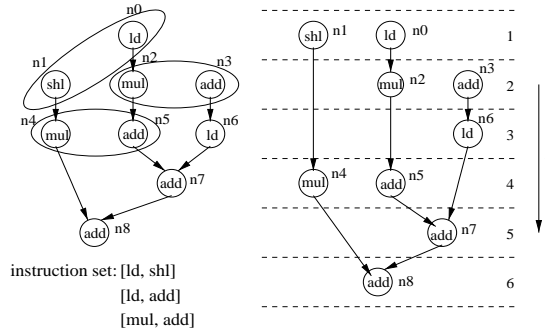 n0
ld
n1
n2
n3
shl
mul
add
n4
n5
n6
mul
add
ld
add
n7
add
n8
instruction set: [ld, shl]
[ld, add]
[mul, add]
shl
n1
ld
n0
1
mul
n2
n3
add
2
n6
ld
3
mul
n4
add
n5
4
add
n7
5
add
n8
6